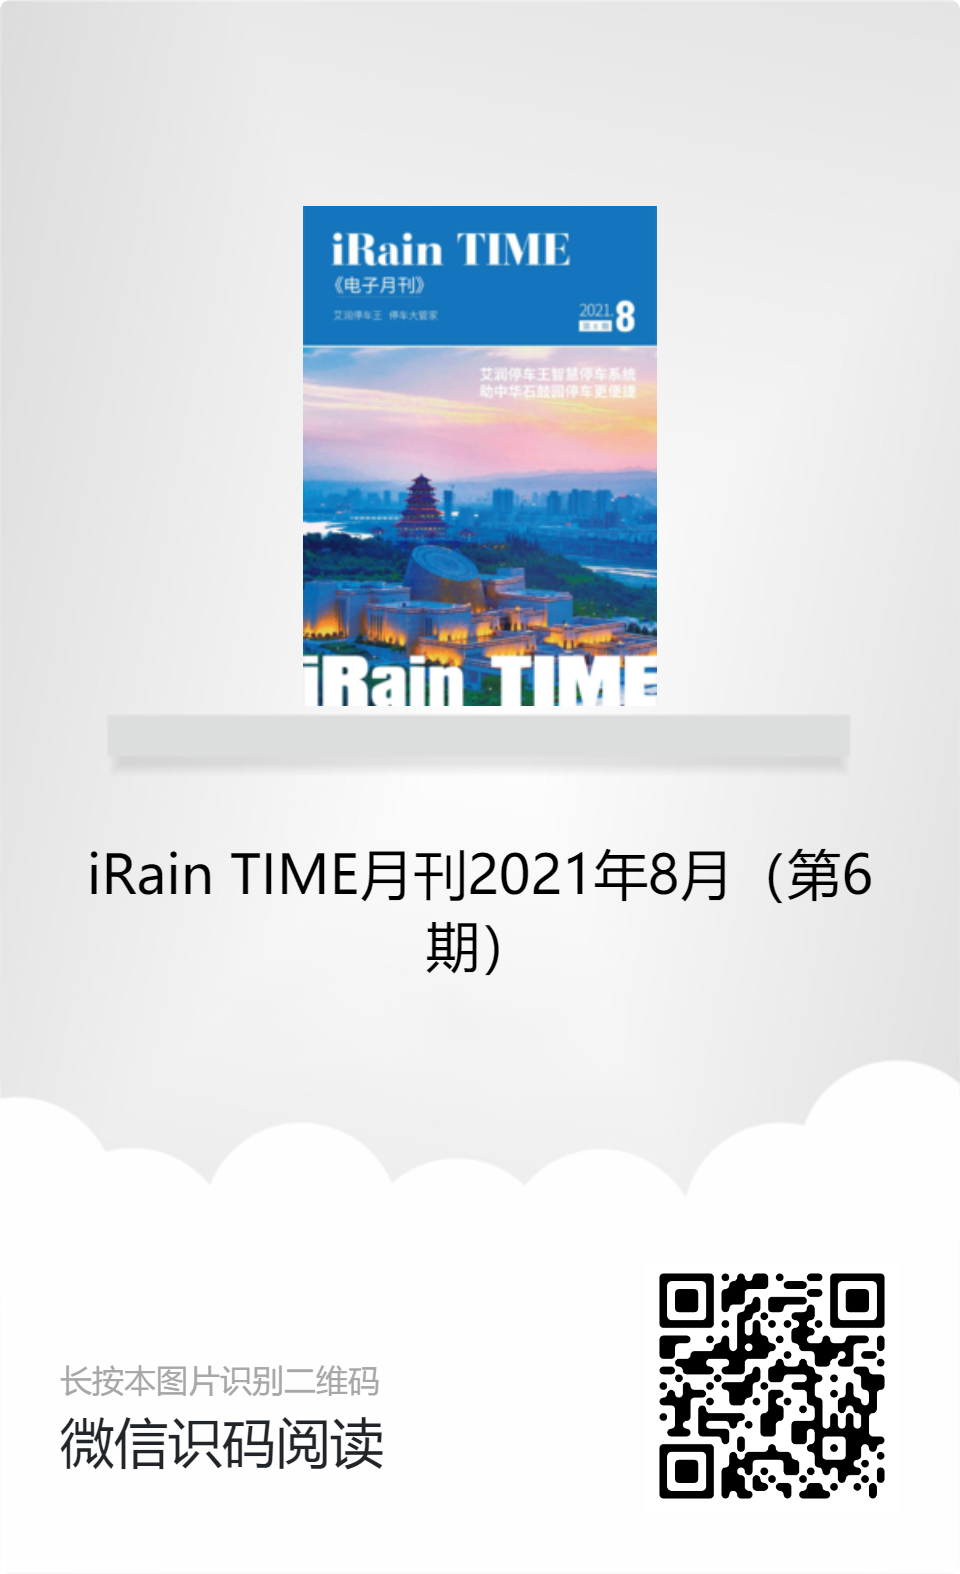 iRain TIME
《电子月刊》
艾润停车王 停车大管家
2021.8
第6期
艾润停车王智慧停车系统
助中华石鼓园停车更便捷
iRain TIME
iRain TIME月刊2021年8月（第6
期）
长按本图片识别二维码
微信识码阅读